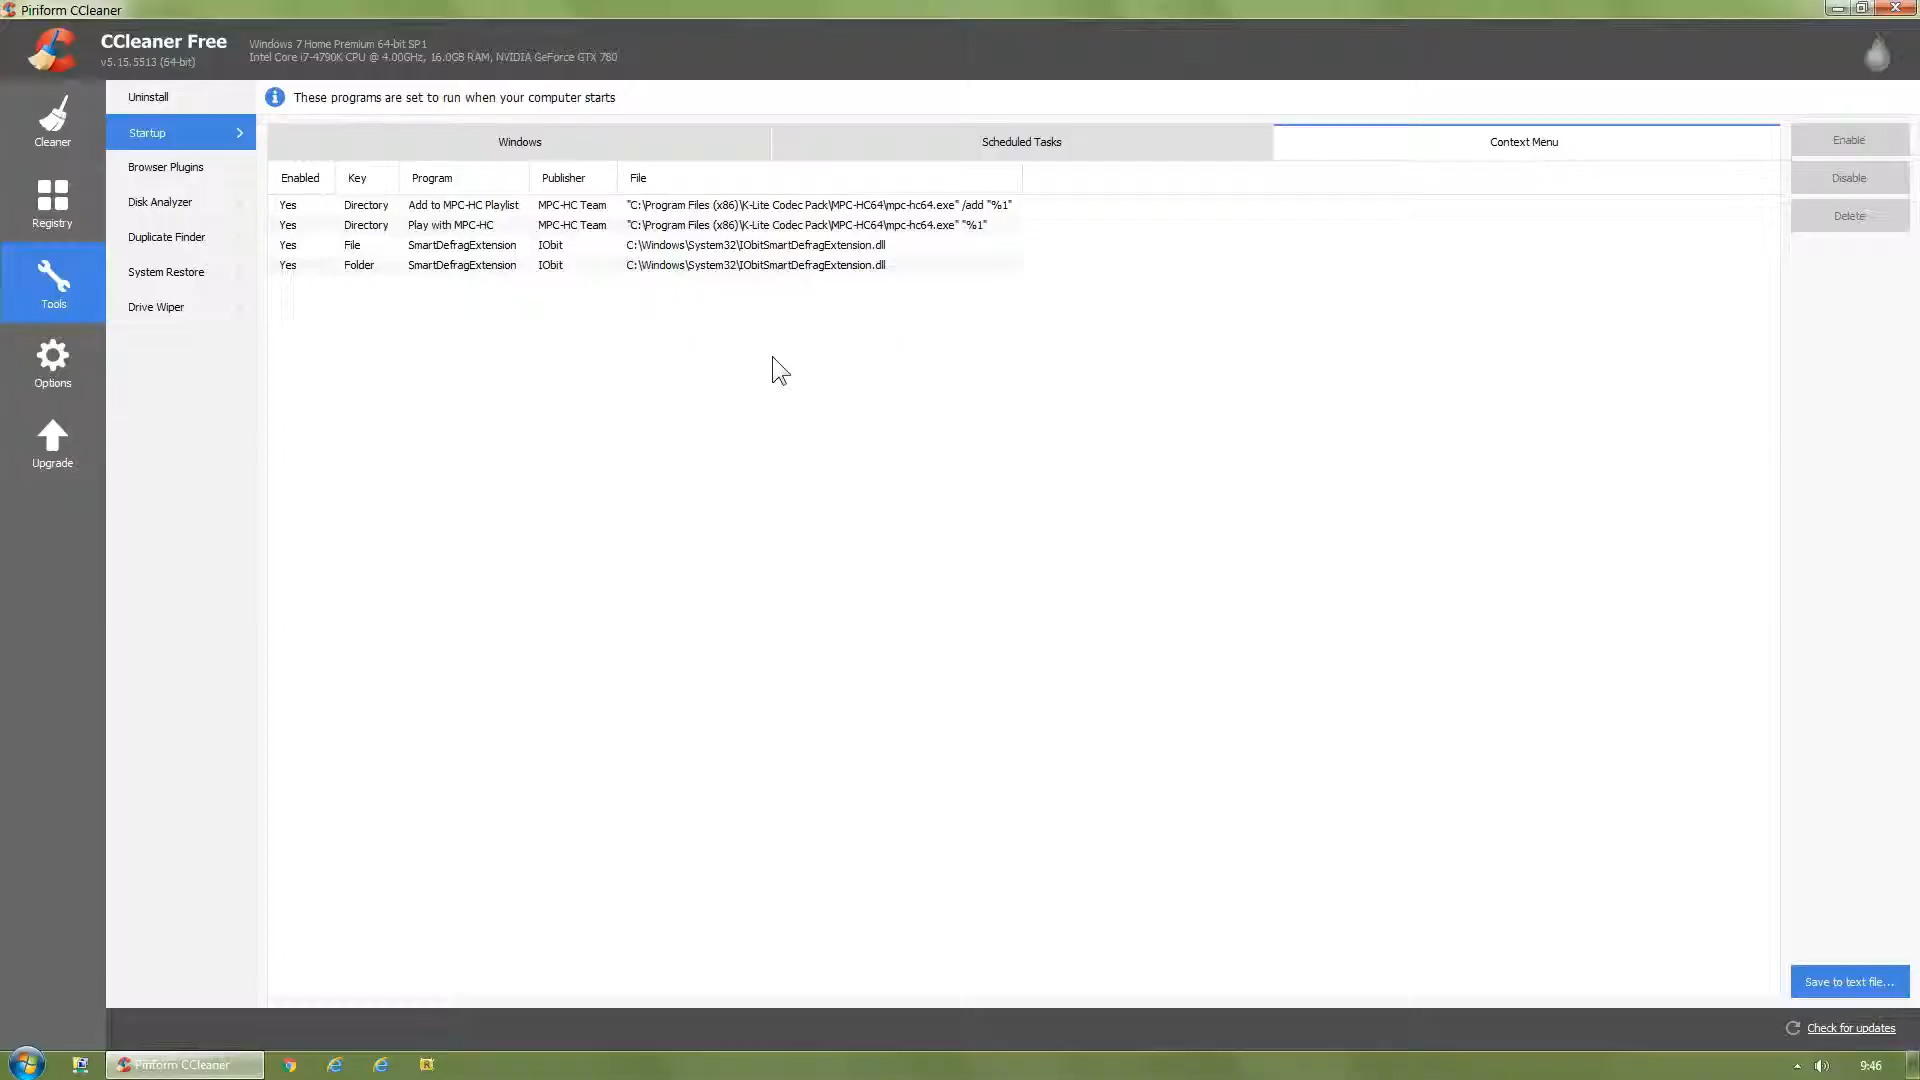 Piriform CCleaner
CCleaner Free
v5.15.5513 (64-bit)
Windows 7 Home Premium 64-bit SP1
Intel Core i7-4790K CPU @ 4.00GHz, 16.0GB RAM, NVIDIA GeForce GTX 780
Cleaner
Registry
Tools
Options
Upgrade
Uninstall
Startup
Browser Plugins
Disk Analyzer
Duplicate Finder
System Restore
Drive Wiper
These programs are set to run when your computer starts
Windows Scheduled Tasks Context Menu
Enabled Key Program Publisher File
Yes Directory Add to MPC-HC Playlist MPC-HC Team "C:\Program Files (x86)\K-Lite Codec Pack\MPC-HC64\mpc-hc64.exe" /add "%1"
Yes Directory Play with MPC-HC MPC-HC Team "C:\Program Files (x86)\K-Lite Codec Pack\MPC-HC64\mpc-hc64.exe" "%1"
Yes File SmartDefragExtension IObit C:\Windows\System32\IObitSmartDefragExtension.dll
Yes Folder SmartDefragExtension IObit C:\Windows\System32\IObitSmartDefragExtension.dll
Enable
Disable
Delete
Save to text file...
Check for updates
Piriform CCleaner
R
9:46